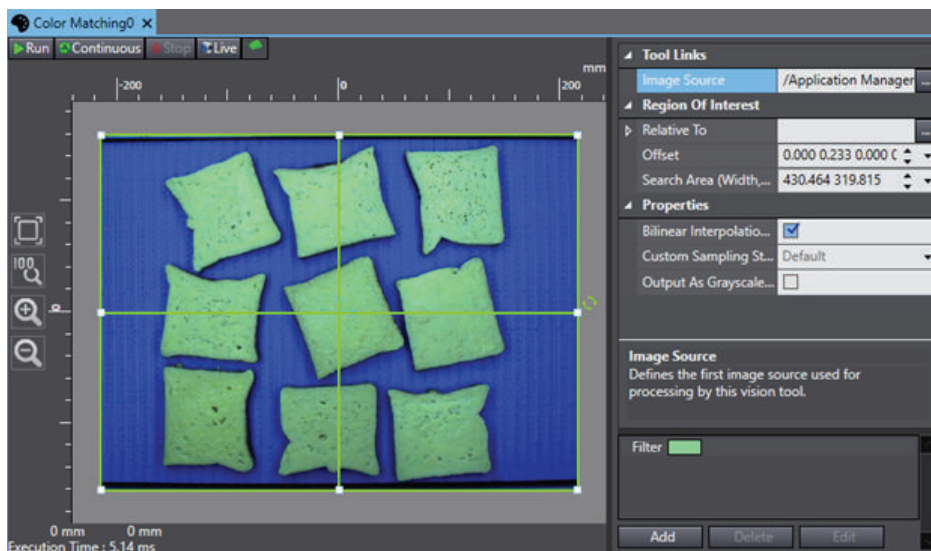 Color Matching0 ×
Run Continuous Stop Live
mm
-200 0 200
100
0
0 mm 0 mm
Execution Time : 5.14 ms
Tool Links
Image Source /Application Manager ...
Region Of Interest
Relative To ...
Offset 0.000 0.233 0.000 0
Search Area (Width,... 430.464 319.815
Properties
Bilinear Interpolatio...
Custom Sampling St... Default
Output As Grayscale...
Image Source
Defines the first image source used for
processing by this vision tool.
Filter
Add Delete Edit